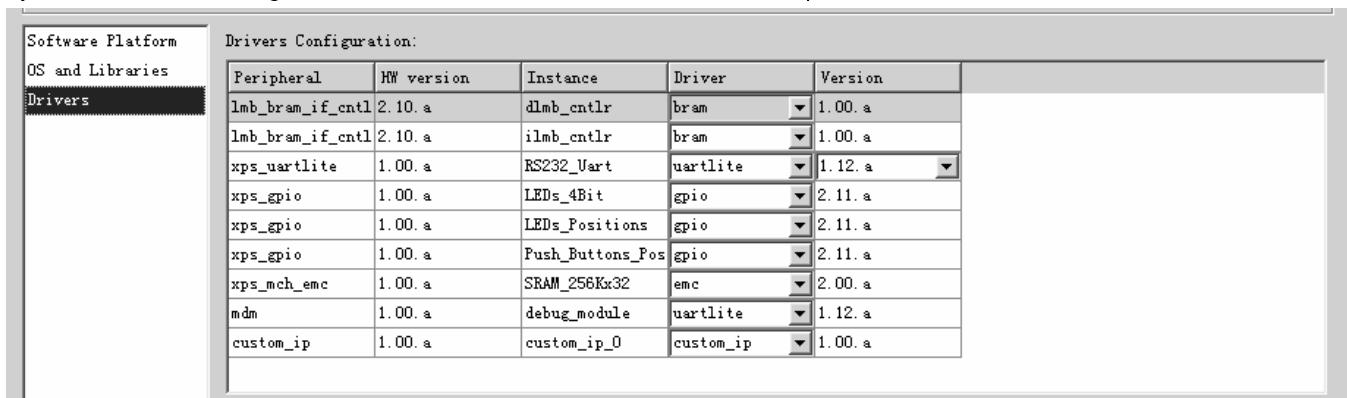 Software Platform
OS and Libraries
Drivers
Drivers Configuration:
Peripheral HW version Instance Driver Version
lmb_bram_if_cntl 2.10.a dlmb_cntlr bram 1.00.a
lmb_bram_if_cntl 2.10.a ilmb_cntlr bram 1.00.a
xps_uartlite 1.00.a RS232_Uart uartlite 1.12.a
xps_gpio 1.00.a LEDs_4Bit gpio 2.11.a
xps_gpio 1.00.a LEDs_Positions gpio 2.11.a
xps_gpio 1.00.a Push_Buttons_Pos gpio 2.11.a
xps_mch_emc 1.00.a SRAM_256Kx32 emc 2.00.a
mdm 1.00.a debug_module uartlite 1.12.a
custom_ip 1.00.a custom_ip_0 custom_ip 1.00.a